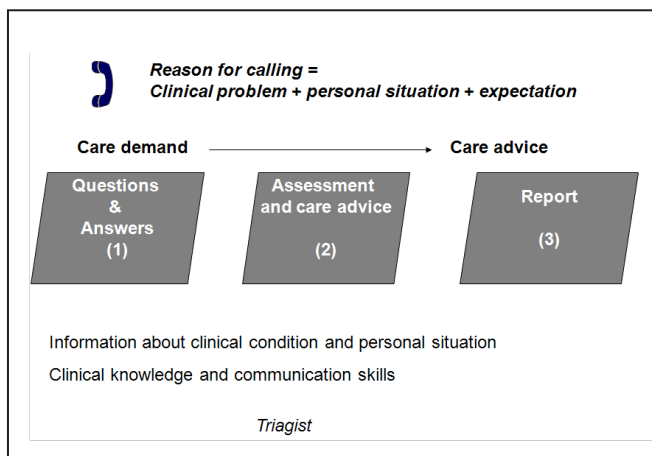 Reason for calling =
Clinical problem + personal situation + expectation
Care demand
Care advice
Questions
&
Answers
(1)
Assessment
and care advice
(2)
Report
(3)
Information about clinical condition and personal situation
Clinical knowledge and communication skills
Triagist